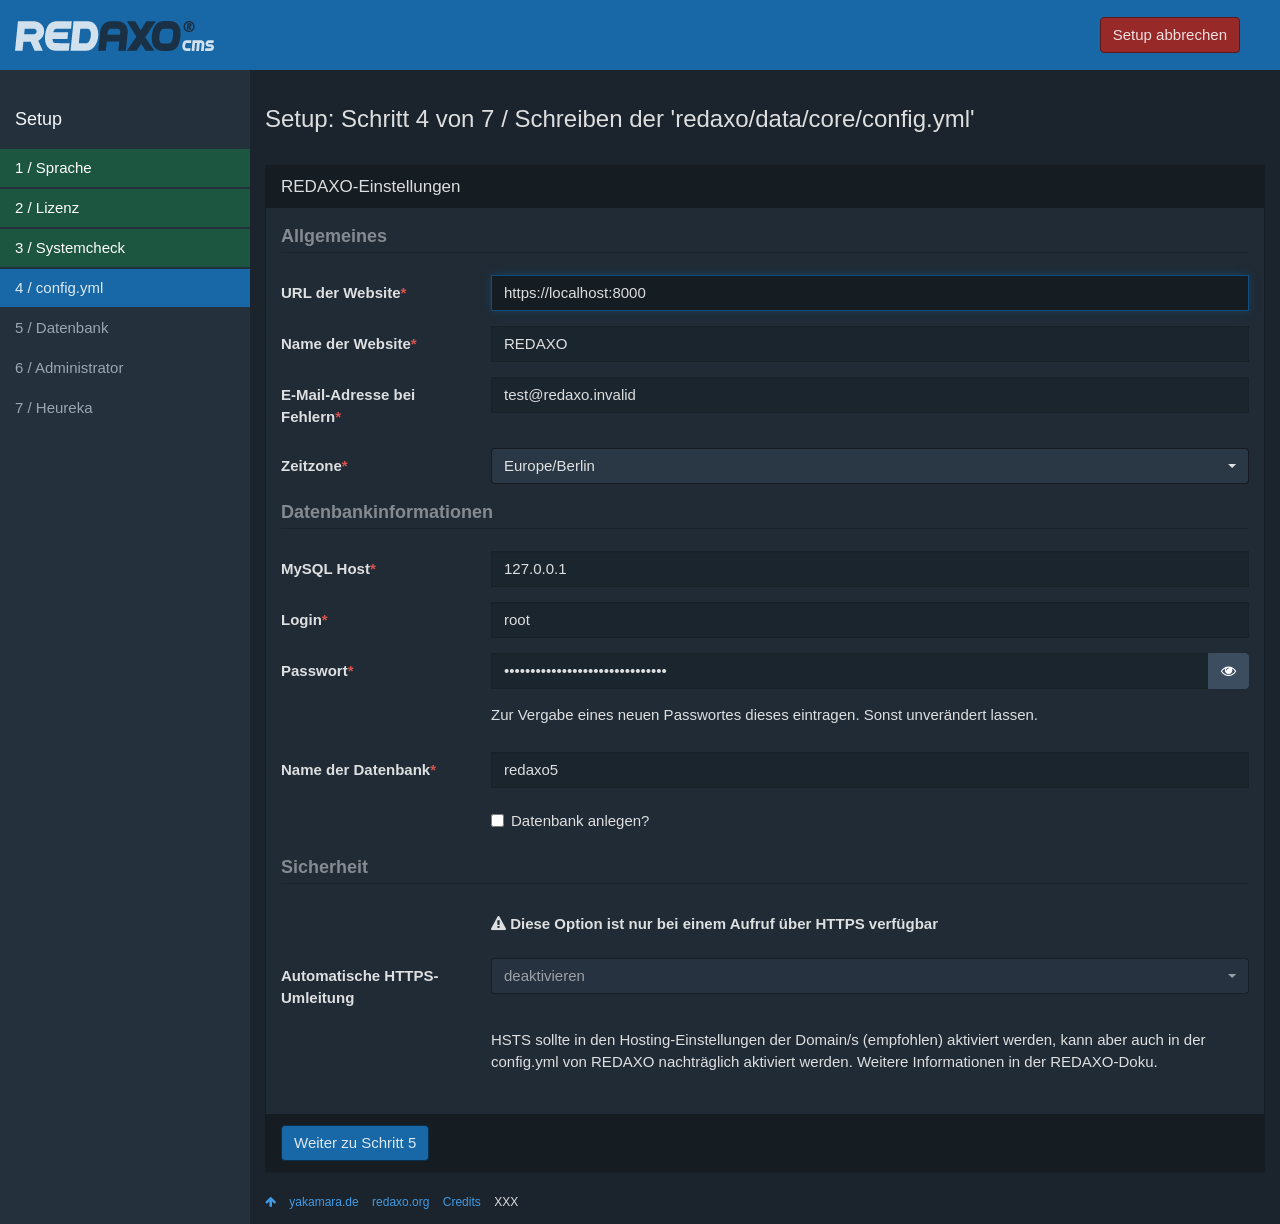 REDAXO® cms
Setup abbrechen
Setup
1 / Sprache
2 / Lizenz
3 / Systemcheck
4 / config.yml
5 / Datenbank
6 / Administrator
7 / Heureka
Setup: Schritt 4 von 7 / Schreiben der 'redaxo/data/core/config.yml'
REDAXO-Einstellungen
Allgemeines
URL der Website*
https://localhost:8000
Name der Website*
REDAXO
E-Mail-Adresse bei
Fehlern*
test@redaxo.invalid
Zeitzone*
Europe/Berlin
Datenbankinformationen
MySQL Host*
127.0.0.1
Login*
root
Passwort*
•••••••••••••••••••••••••••••••
Zur Vergabe eines neuen Passwortes dieses eintragen. Sonst unverändert lassen.
Name der Datenbank*
redaxo5
Datenbank anlegen?
Sicherheit
Diese Option ist nur bei einem Aufruf über HTTPS verfügbar
Automatische HTTPS-
Umleitung
deaktivieren
HSTS sollte in den Hosting-Einstellungen der Domain/s (empfohlen) aktiviert werden, kann aber auch in der
config.yml von REDAXO nachträglich aktiviert werden. Weitere Informationen in der REDAXO-Doku.
Weiter zu Schritt 5
yakamara.de redaxo.org Credits XXX